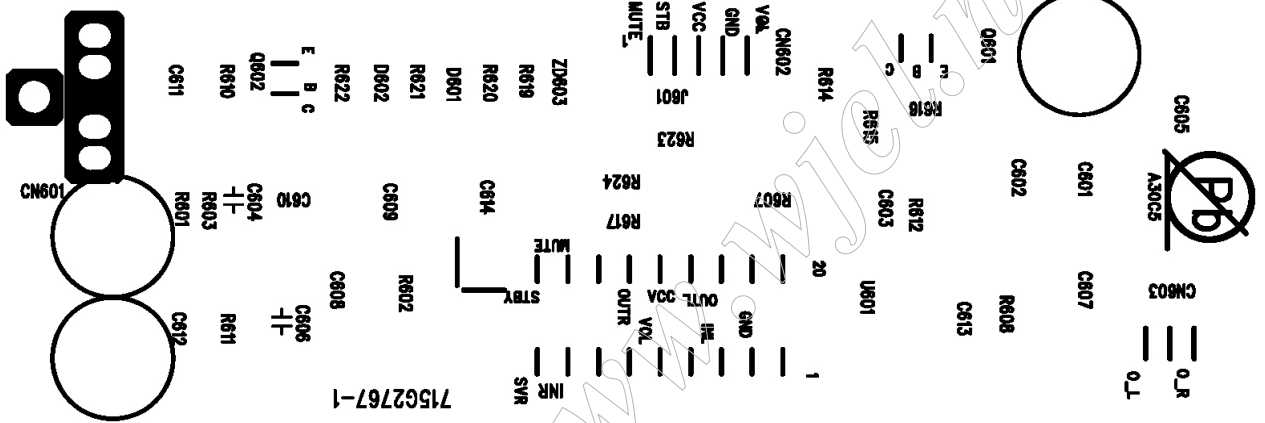 MUTE_
STB
VCC
GND
VOL
CN602
Q601
E
B
C
Q602
C611
R610
R622
D602
R621
D601
R620
R619
ZD603
J601
R614
C
B
E
R616
R615
C605
R623
CN601
R601
R603
C604
C610
C609
C614
R624
R617
R607
C603
R612
C602
C601
A30C5
Pb
MUTE
STBY
C608
R602
OUTR
VCC
OUTL
20
U601
VOL
INL
GND
C607
CN603
C612
R611
C606
C613
R608
SVR
INR
1
O_L
O_R
715G2767-1
www.wjel.n